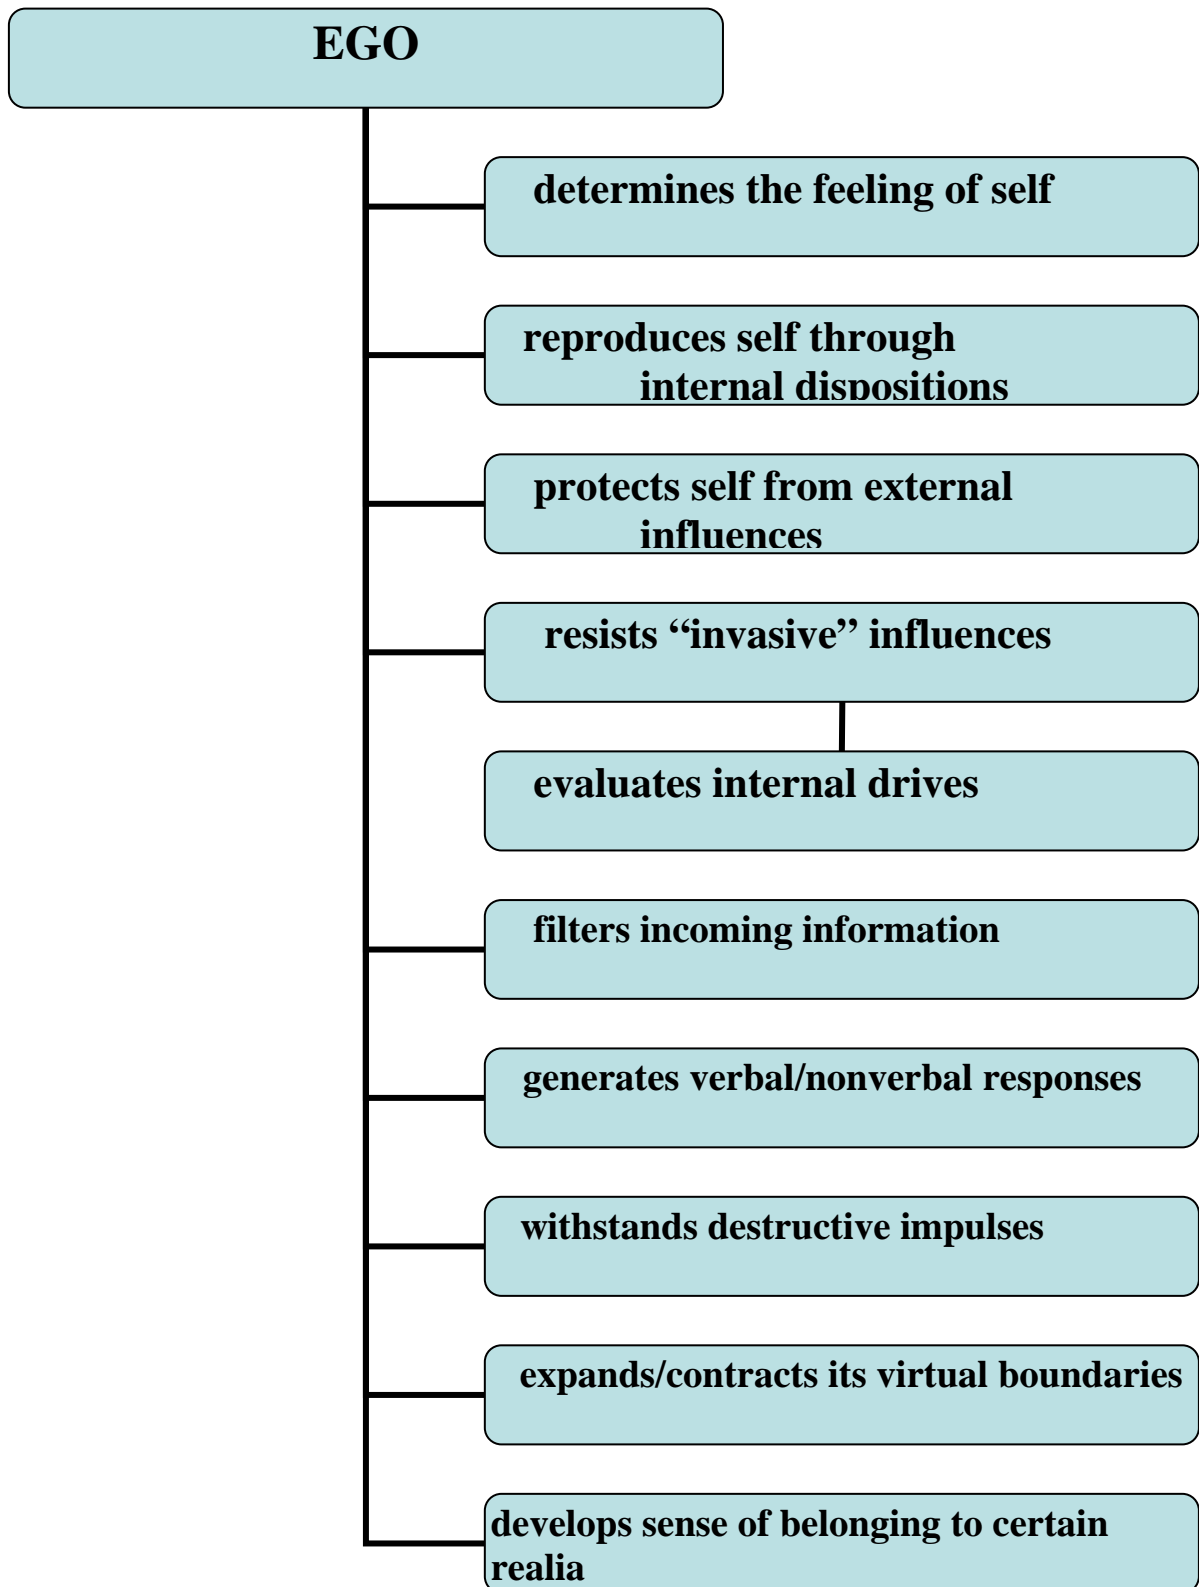 EGO
determines the feeling of self
reproduces self through
internal dispositions
protects self from external
influences
resists “invasive” influences
evaluates internal drives
filters incoming information
generates verbal/nonverbal responses
withstands destructive impulses
expands/contracts its virtual boundaries
develops sense of belonging to certain
realia